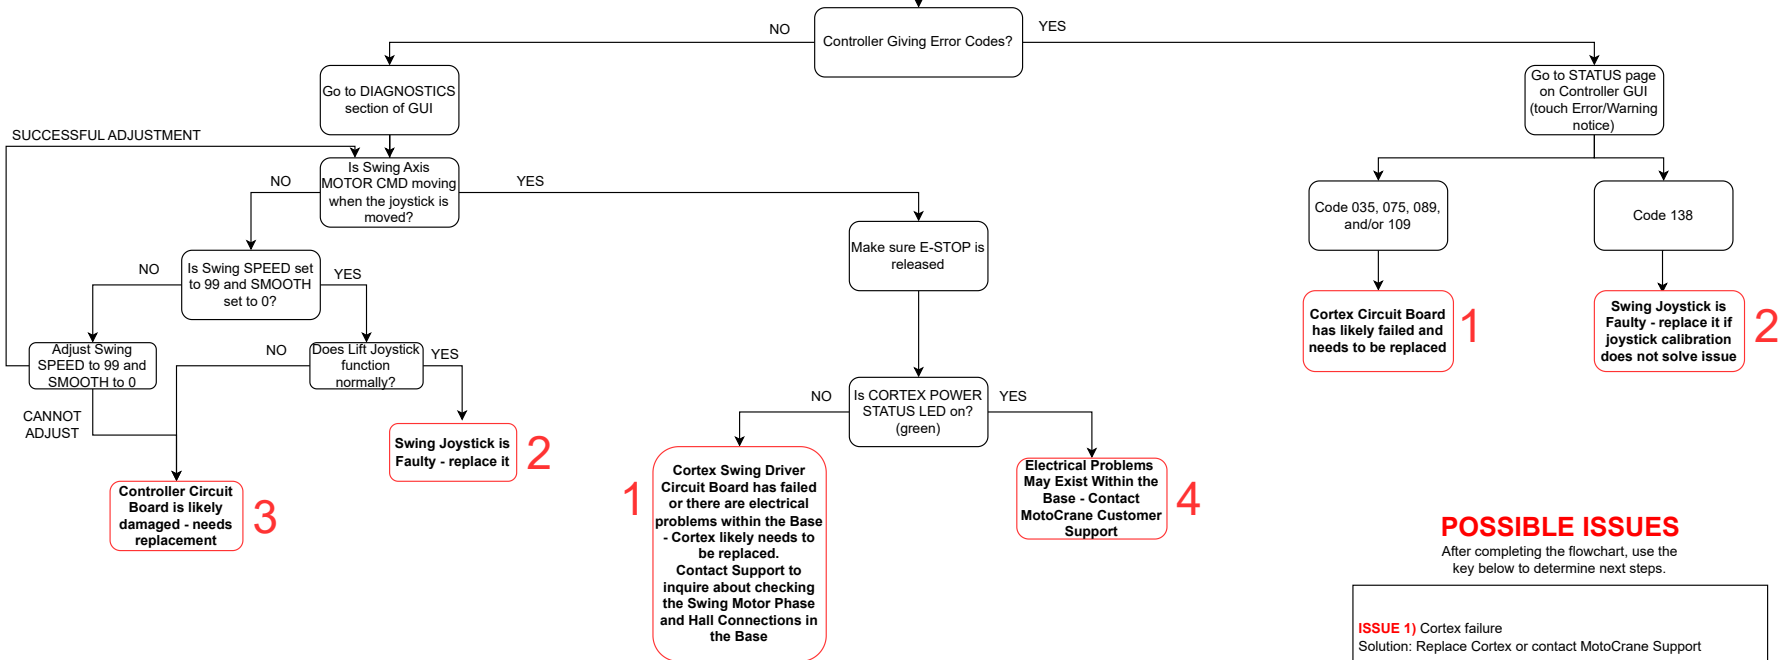 NO
Controller Giving Error Codes?
YES
Go to DIAGNOSTICS
section of GUI
Go to STATUS page
on Controller GUI
(touch Error/Warning
notice)
SUCCESSFUL ADJUSTMENT
NO
Is Swing Axis
MOTOR CMD moving
when the joystick is
moved?
YES
Code 035, 075, 089,
and/or 109
Code 138
Make sure E-STOP is
released
NO
Is Swing SPEED set
to 99 and SMOOTH
set to 0?
YES
Cortex Circuit Board
has likely failed and
needs to be replaced
1
Swing Joystick is
Faulty - replace it if
joystick calibration
does not solve issue
2
Adjust Swing
SPEED to 99 and
SMOOTH to 0
NO
Does Lift Joystick
function
normally?
YES
CANNOT
ADJUST
NO
Is CORTEX POWER
STATUS LED on?
(green)
YES
Swing Joystick is
Faulty - replace it
2
Controller Circuit
Board is likely
damaged - needs
replacement
3
1
Cortex Swing Driver
Circuit Board has failed
or there are electrical
problems within the Base
- Cortex likely needs to
be replaced.
Contact Support to
inquire about checking
the Swing Motor Phase
and Hall Connections in
the Base
Electrical Problems
May Exist Within the
Base - Contact
MotoCrane Customer
Support
4
POSSIBLE ISSUES
After completing the flowchart, use the
key below to determine next steps.
ISSUE 1) Cortex failure
Solution: Replace Cortex or contact MotoCrane Support